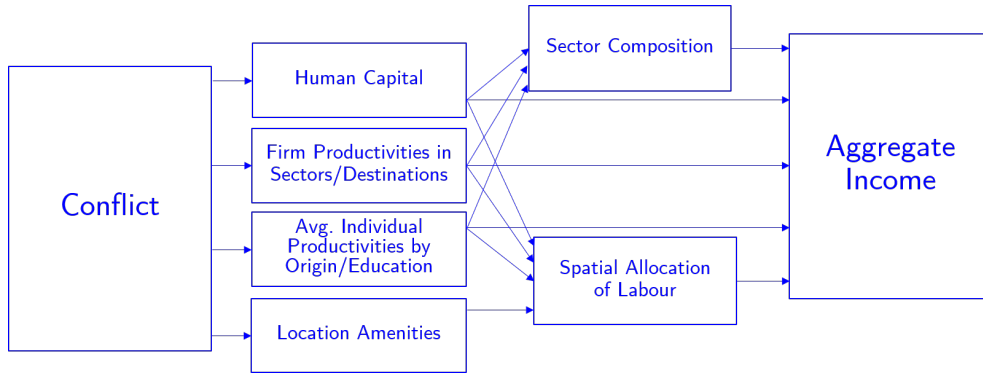 Conflict
Human Capital
Firm Productivities in
Sectors/Destinations
Avg. Individual
Productivities by
Origin/Education
Location Amenities
Sector Composition
Spatial Allocation
of Labour
Aggregate
Income